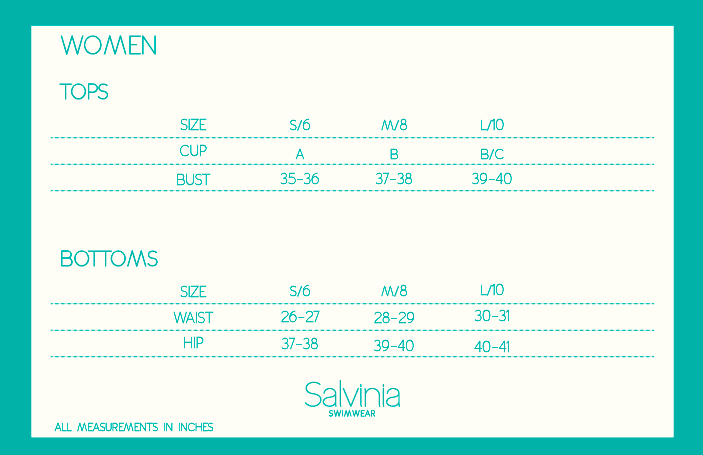 WOMEN
TOPS
SIZE S/6 M/8 L/10
CUP A B B/C
BUST 35-36 37-38 39-40
BOTTOMS
SIZE S/6 M/8 L/10
WAIST 26-27 28-29 30-31
HIP 37-38 39-40 40-41
Salvinia
SWIMWEAR
ALL MEASUREMENTS IN INCHES